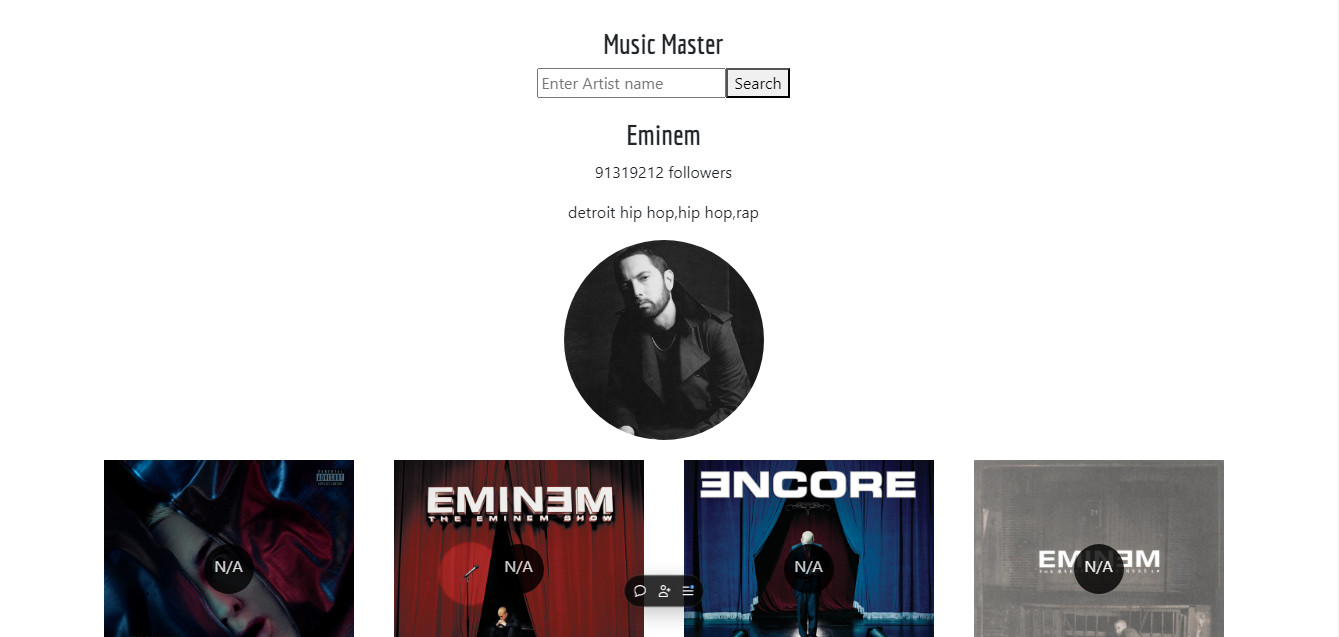 Music Master
Enter Artist name
Search
Eminem
91319212 followers
detroit hip hop,hip hop,rap
EMINƎM
THE EMINEM SHOW
ƎNCORE
ADVISORY
EMINƎM
N/A
N/A
N/A
N/A